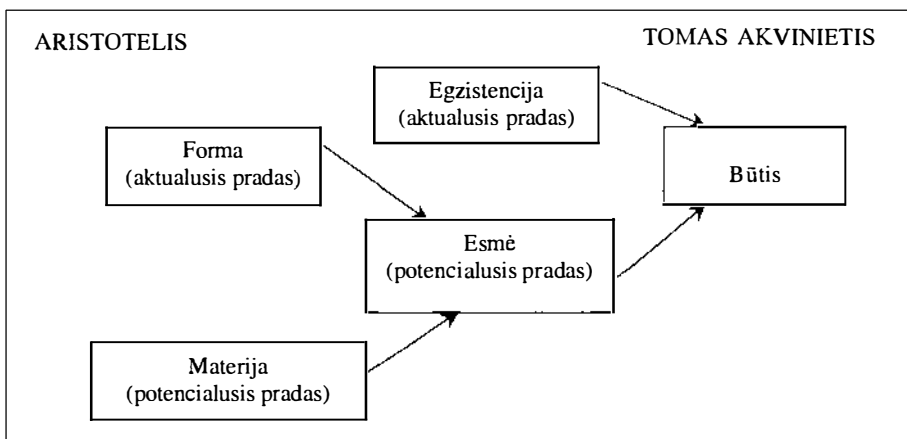 ARISTOTELIS
TOMAS AKVINIETIS
Egzistencija
(aktualusis pradas)
Forma
(aktualusis pradas)
Būtis
Esmė
(potencialusis pradas)
Materija
(potencialusis pradas)